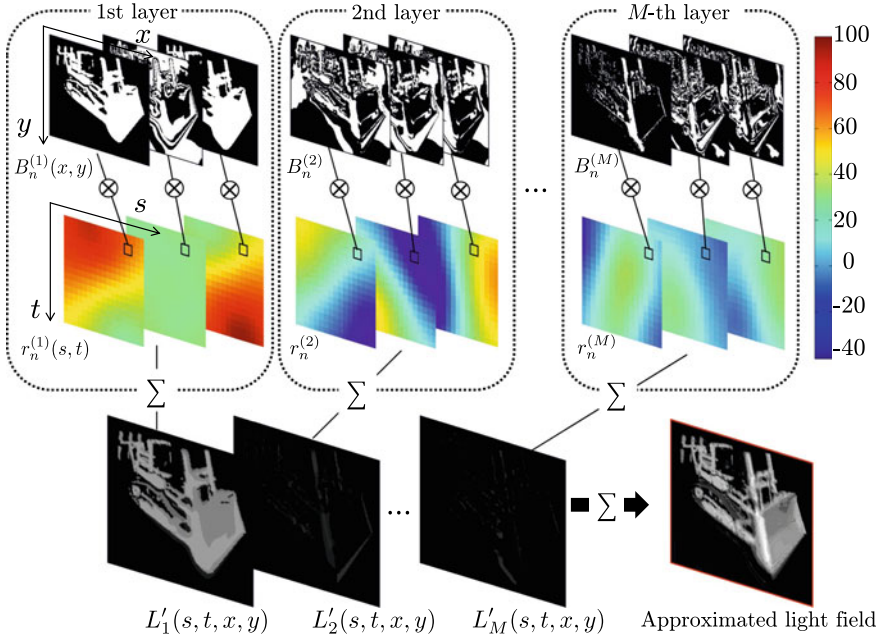 1st layer
2nd layer
M-th layer
x
y
B_n^{(1)}(x, y)
B_n^{(2)}
B_n^{(M)}
...
s
t
r_n^{(1)}(s, t)
r_n^{(2)}
r_n^{(M)}
100
80
60
40
20
0
-20
-40
∑
∑
∑
...
∑
L'_1(s, t, x, y)
L'_2(s, t, x, y)
L'_M(s, t, x, y)
Approximated light field